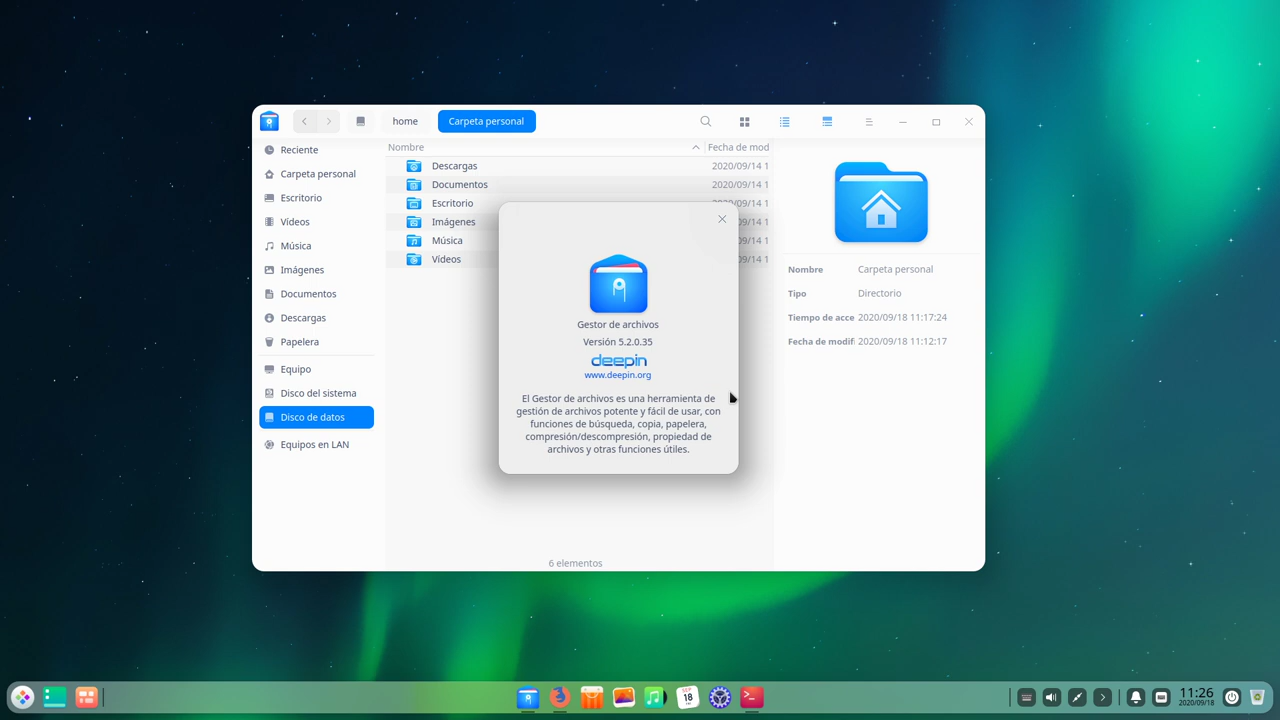 home
Carpeta personal
Reciente
Carpeta personal
Escritorio
Vídeos
Música
Imágenes
Documentos
Descargas
Papelera
Equipo
Disco del sistema
Disco de datos
Equipos en LAN
Nombre
Fecha de mod
Descargas
2020/09/14 1
Documentos
2020/09/14 1
Escritorio
Imágenes
09/14 1
Música
09/14 1
Vídeos
09/14 1
6 elementos
Gestor de archivos
Versión 5.2.0.35
deepin
www.deepin.org
El Gestor de archivos es una herramienta de
gestión de archivos potente y fácil de usar, con
funciones de búsqueda, copia, papelera,
compresión/descompresión, propiedad de
archivos y otras funciones útiles.
Nombre Carpeta personal
Tipo Directorio
Tiempo de acce 2020/09/18 11:17:24
Fecha de modif 2020/09/18 11:12:17
SEP
18
11:26
2020/09/18